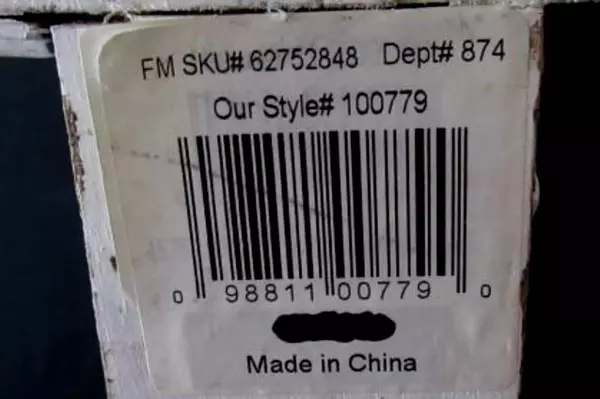 FM SKU# 62752848 Dept# 874
Our Style# 100779
0 98811 00779 0
Made in China